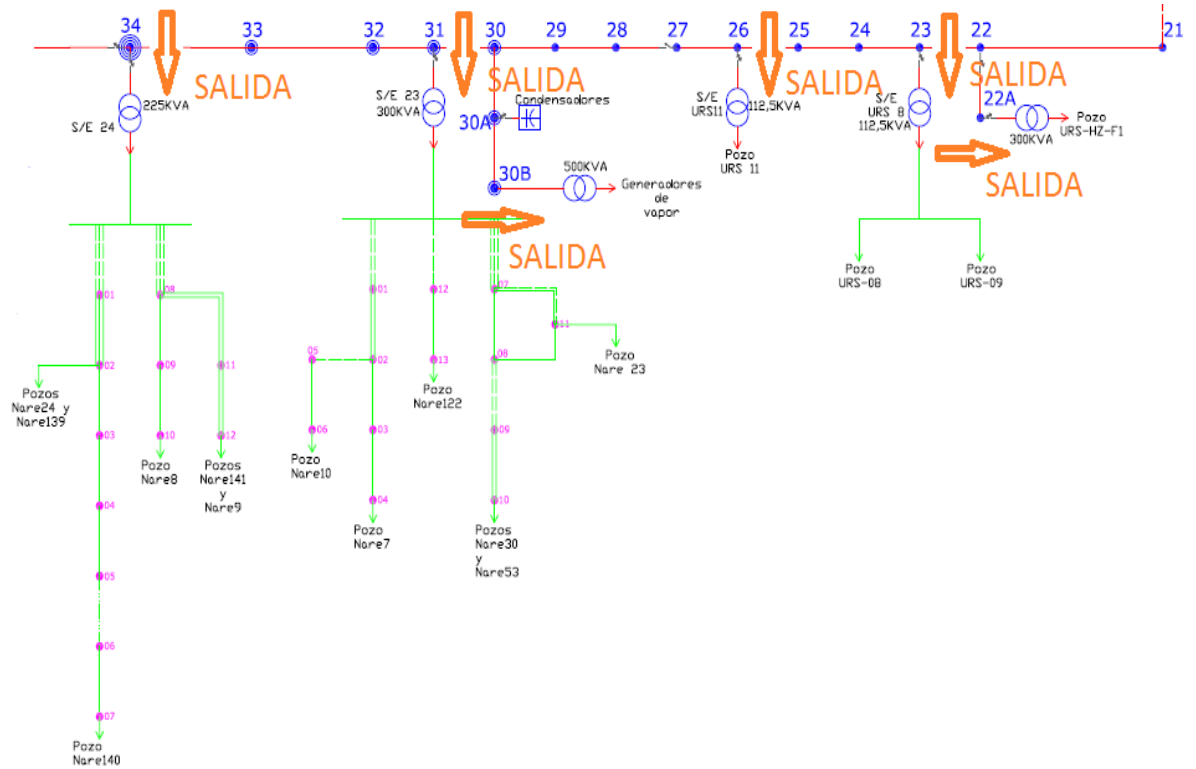 34
33
32
31
30
29
28
27
26
25
24
23
22
21
SALIDA
SALIDA
SALIDA
SALIDA
225KVA
S/E 24
S/E 23
300KVA
Condensadores
30A
S/E
URS11
112,5KVA
Pozo
URS 11
S/E
URS 8
112,5KVA
22A
300KVA
Pozo
URS-HZ-F1
30B
500KVA
Generadores
de
vapor
SALIDA
SALIDA
Pozo
URS-08
Pozo
URS-09
01
02
03
04
05
06
07
Pozos
Nare24 y
Nare139
Pozo
Nare140
08
09
10
Pozo
Nare8
11
12
Pozos
Nare141
y
Nare9
01
02
03
04
05
06
Pozo
Nare10
Pozo
Nare7
12
13
Pozo
Nare122
07
08
09
10
11
Pozo
Nare 23
Pozos
Nare30
y
Nare53